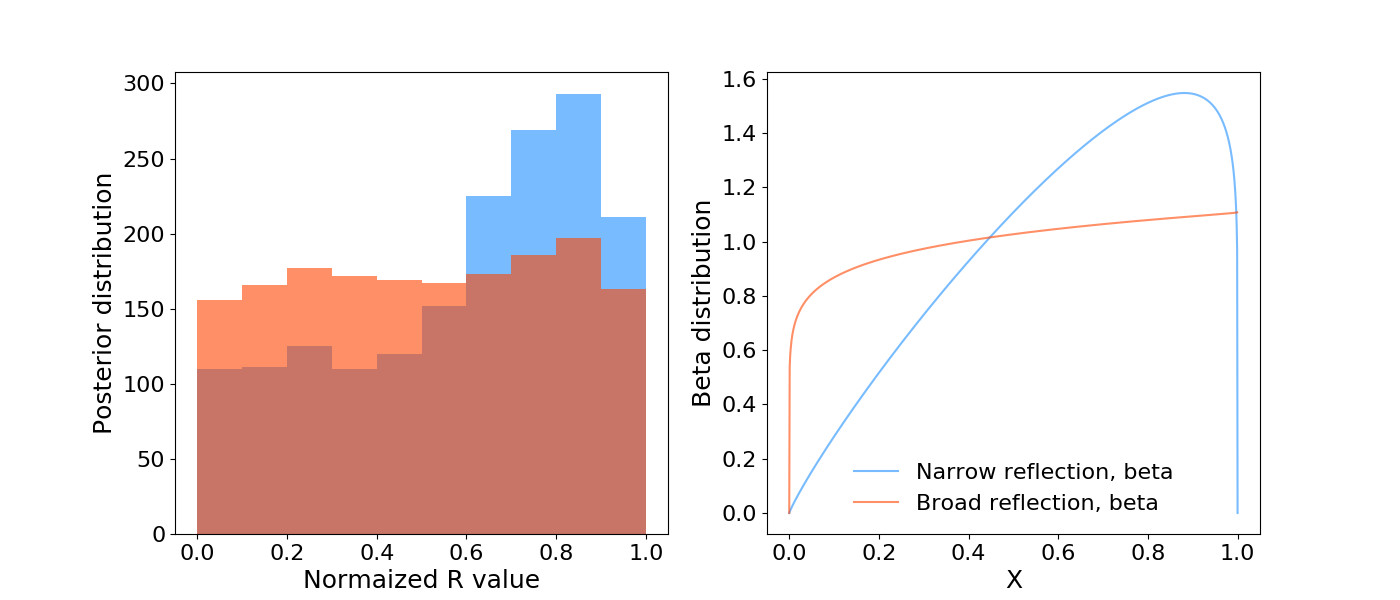 Posterior distribution
300
250
200
150
100
50
0
0.0 0.2 0.4 0.6 0.8 1.0
Normaized R value
Beta distribution
1.6
1.4
1.2
1.0
0.8
0.6
0.4
0.2
0.0
Narrow reflection, beta
Broad reflection, beta
0.0 0.2 0.4 0.6 0.8 1.0
X